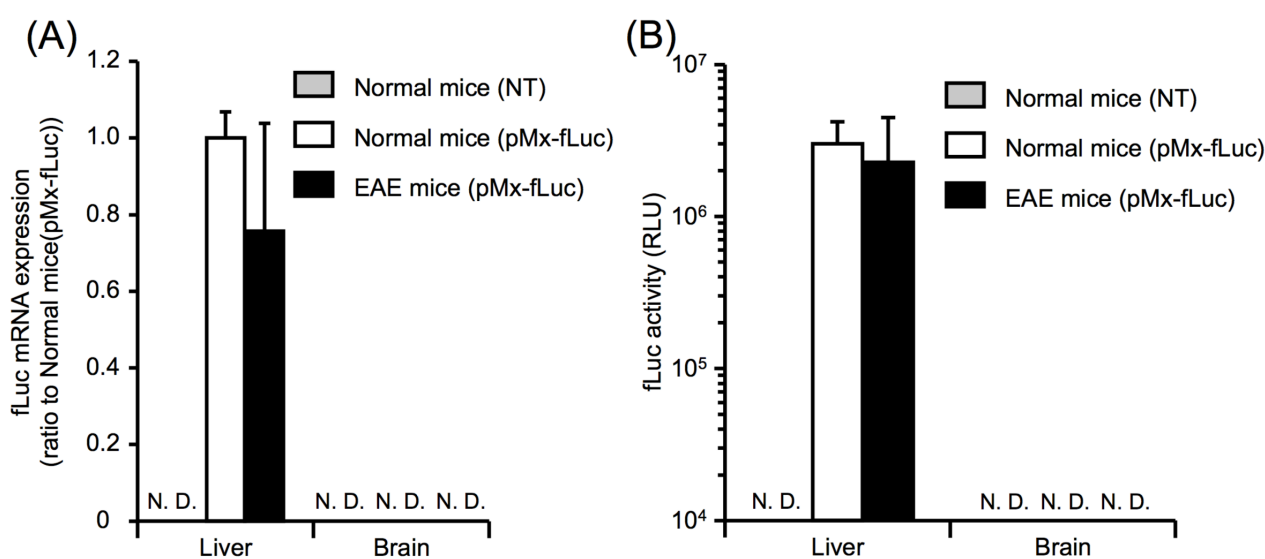 (A)
fLuc mRNA expression
(ratio to Normal mice(pMx-fLuc))
1.2
1.0
0.8
0.6
0.4
0.2
0
Normal mice (NT)
Normal mice (pMx-fLuc)
EAE mice (pMx-fLuc)
N. D.
N. D. N. D. N. D.
Liver
Brain
(B)
fLuc activity (RLU)
10⁷
10⁶
10⁵
10⁴
Normal mice (NT)
Normal mice (pMx-fLuc)
EAE mice (pMx-fLuc)
N. D.
N. D. N. D. N. D.
Liver
Brain